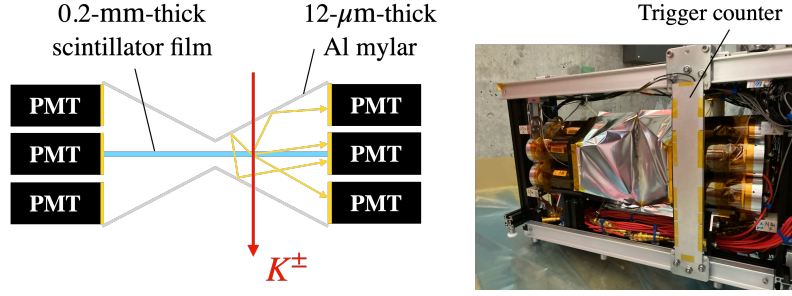 0.2-mm-thick
scintillator film
12-μm-thick
Al mylar
Trigger counter
PMT
PMT
PMT
PMT
PMT
PMT
K±